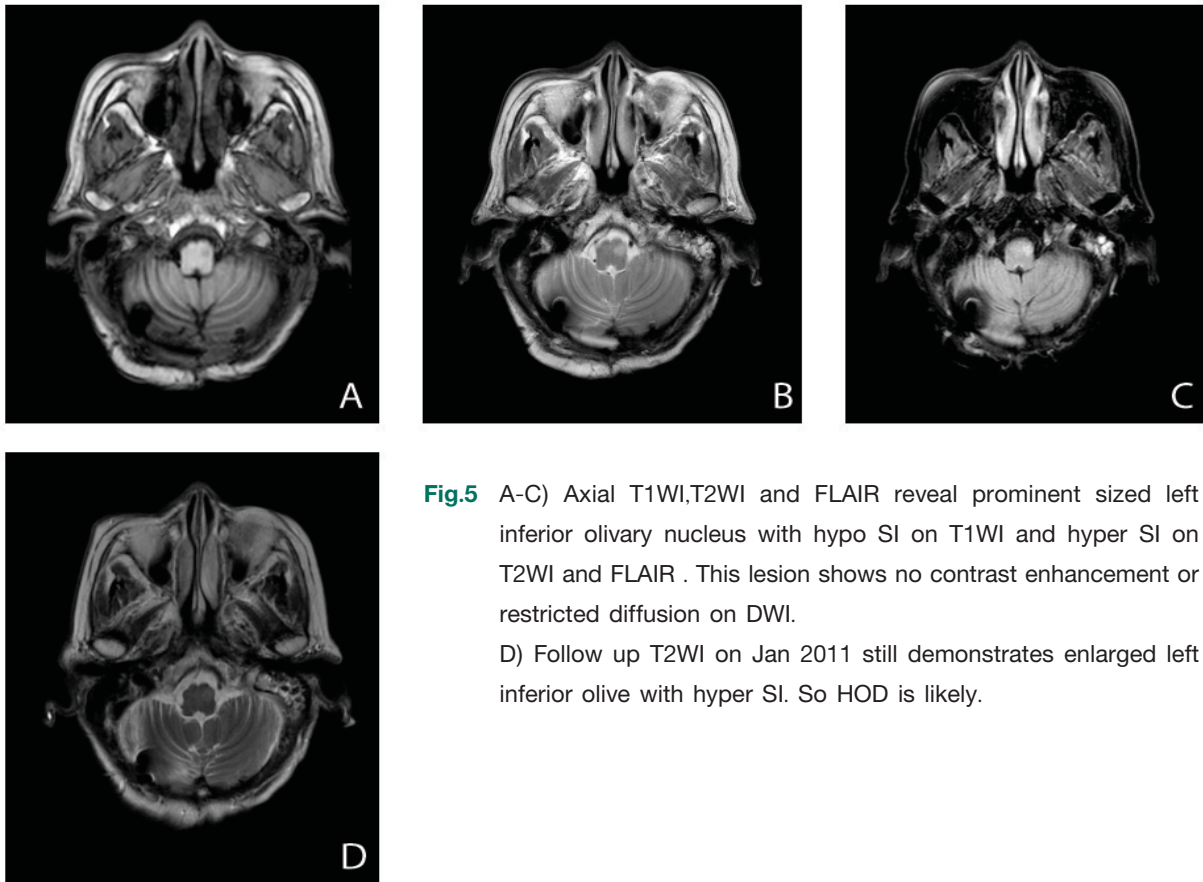 A
B
C
D
Fig.5 A-C) Axial T1WI,T2WI and FLAIR reveal prominent sized left
inferior olivary nucleus with hypo SI on T1WI and hyper SI on
T2WI and FLAIR . This lesion shows no contrast enhancement or
restricted diffusion on DWI.
D) Follow up T2WI on Jan 2011 still demonstrates enlarged left
inferior olive with hyper SI. So HOD is likely.